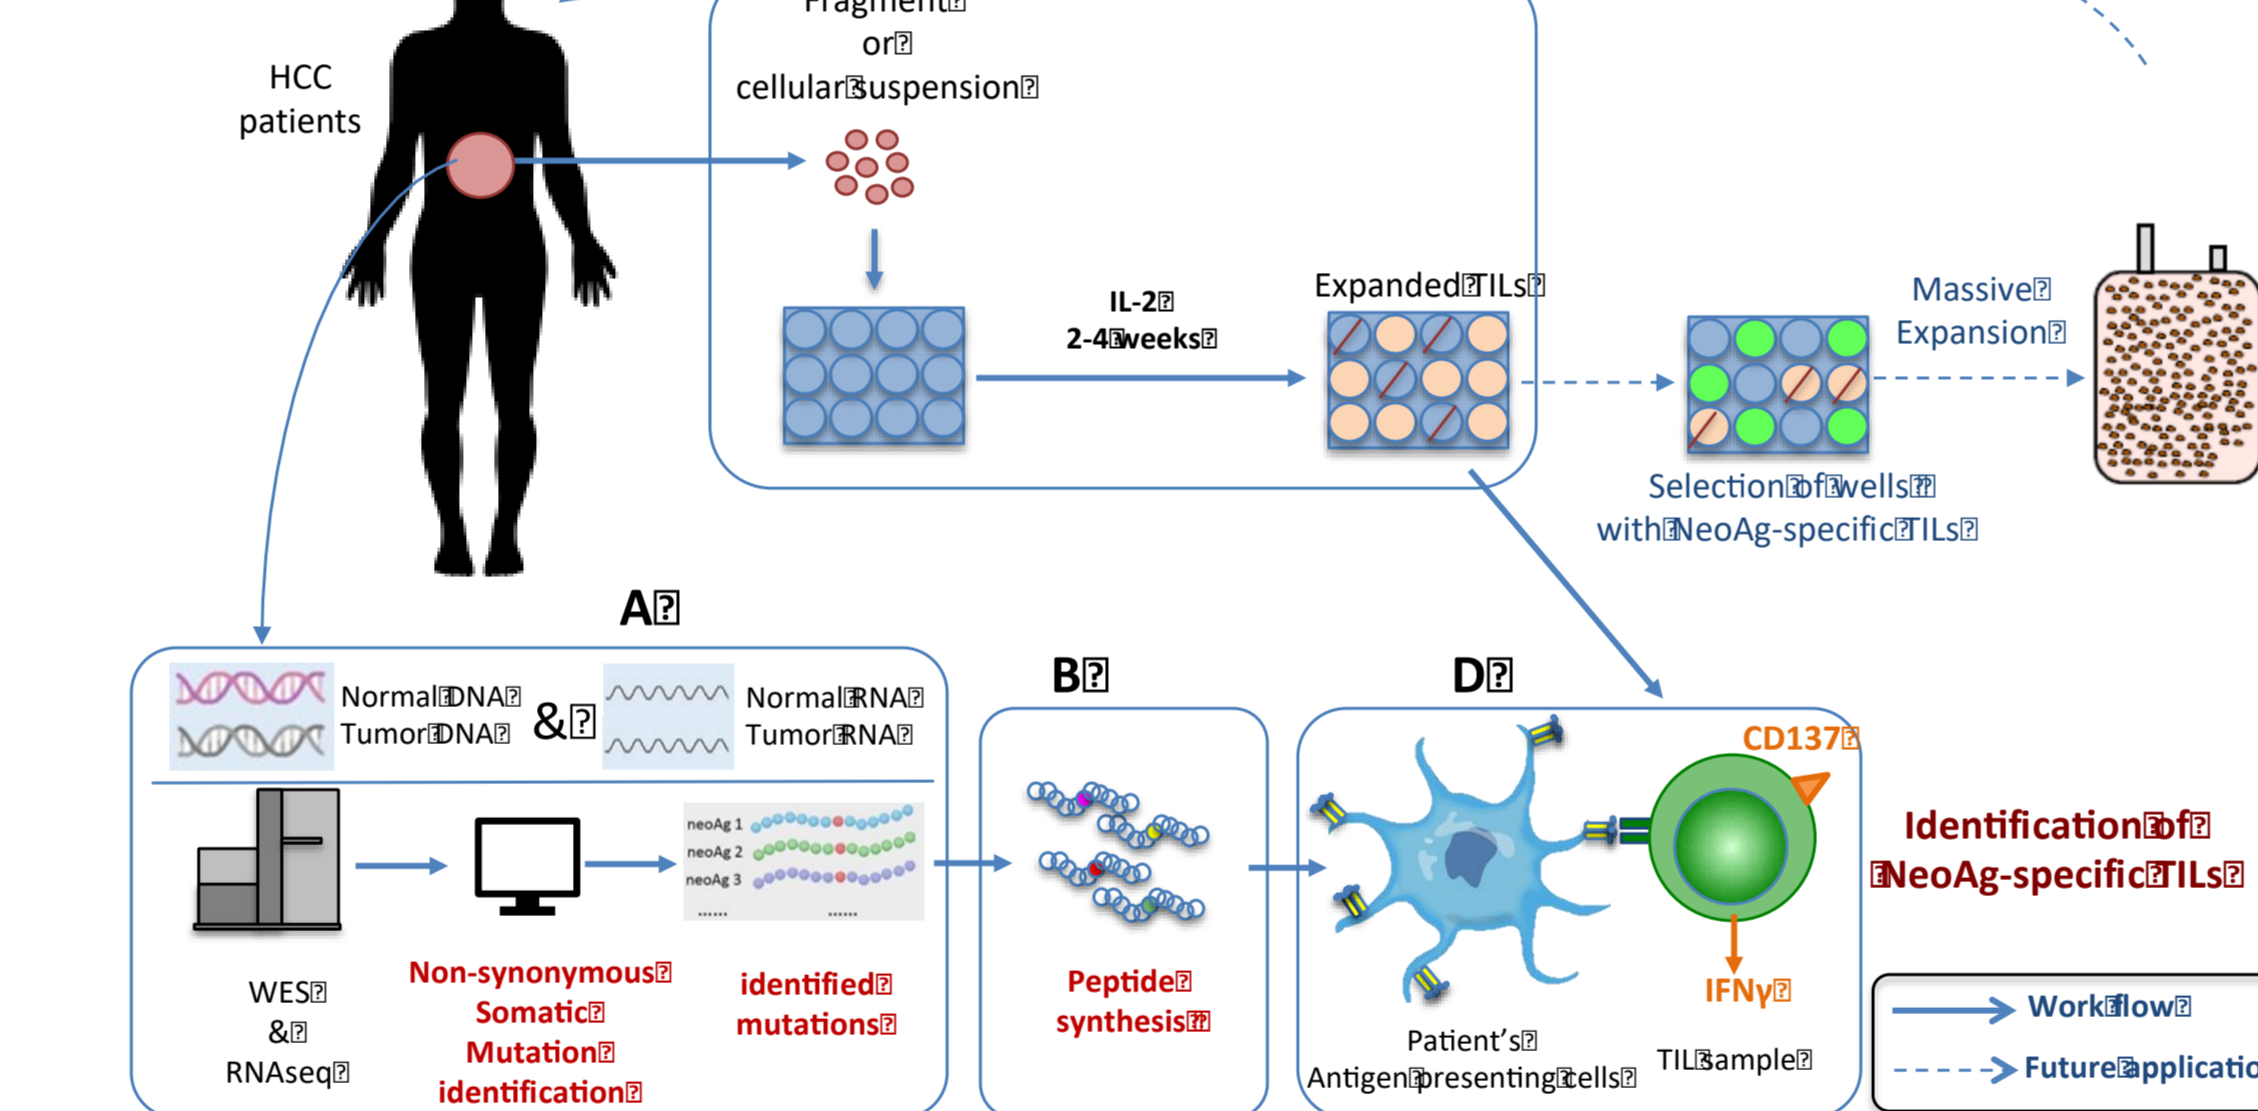 Fragment
or
cellular suspension
HCC
patients
IL-2
2-4 weeks
Expanded TILs
Massive
Expansion
Selection of wells
with NeoAg-specific TILs
A
Normal DNA
Tumor DNA
&
Normal RNA
Tumor RNA
neoAg 1
neoAg 2
neoAg 3
......
......
WES
&
RNAseq
Non-synonymous
Somatic
Mutation
identification
identified
mutations
B
Peptide
synthesis
D
CD137
IFNγ
Patient's
Antigen presenting cells
TIL sample
Identification of
NeoAg-specific TILs
Work flow
Future applicatio